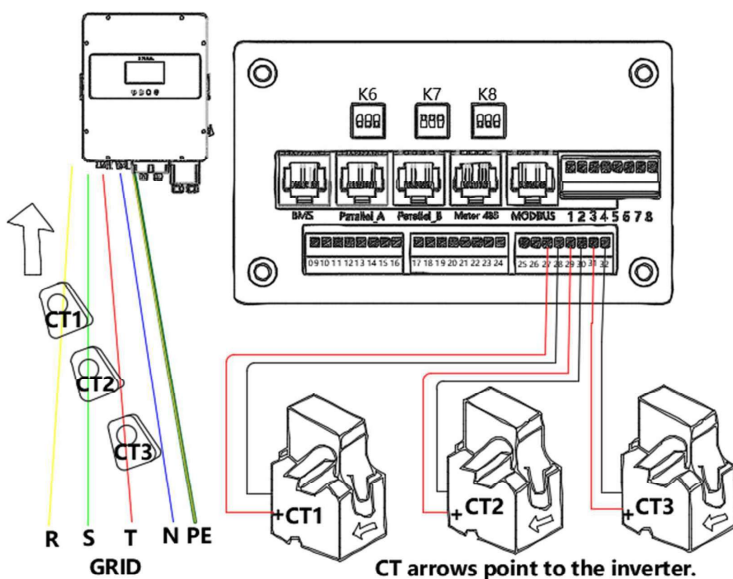 K6 K7 K8
BMS Parallel_A Parallel_B Meter 485 MODBUS 1 2 3 4 5 6 7 8
09 10 11 12 13 14 15 16 17 18 19 20 21 22 23 24 25 26 27 28 29 30 31 32
CT1
CT2
CT3
+CT1 +CT2 +CT3
R S T N PE
GRID
CT arrows point to the inverter.